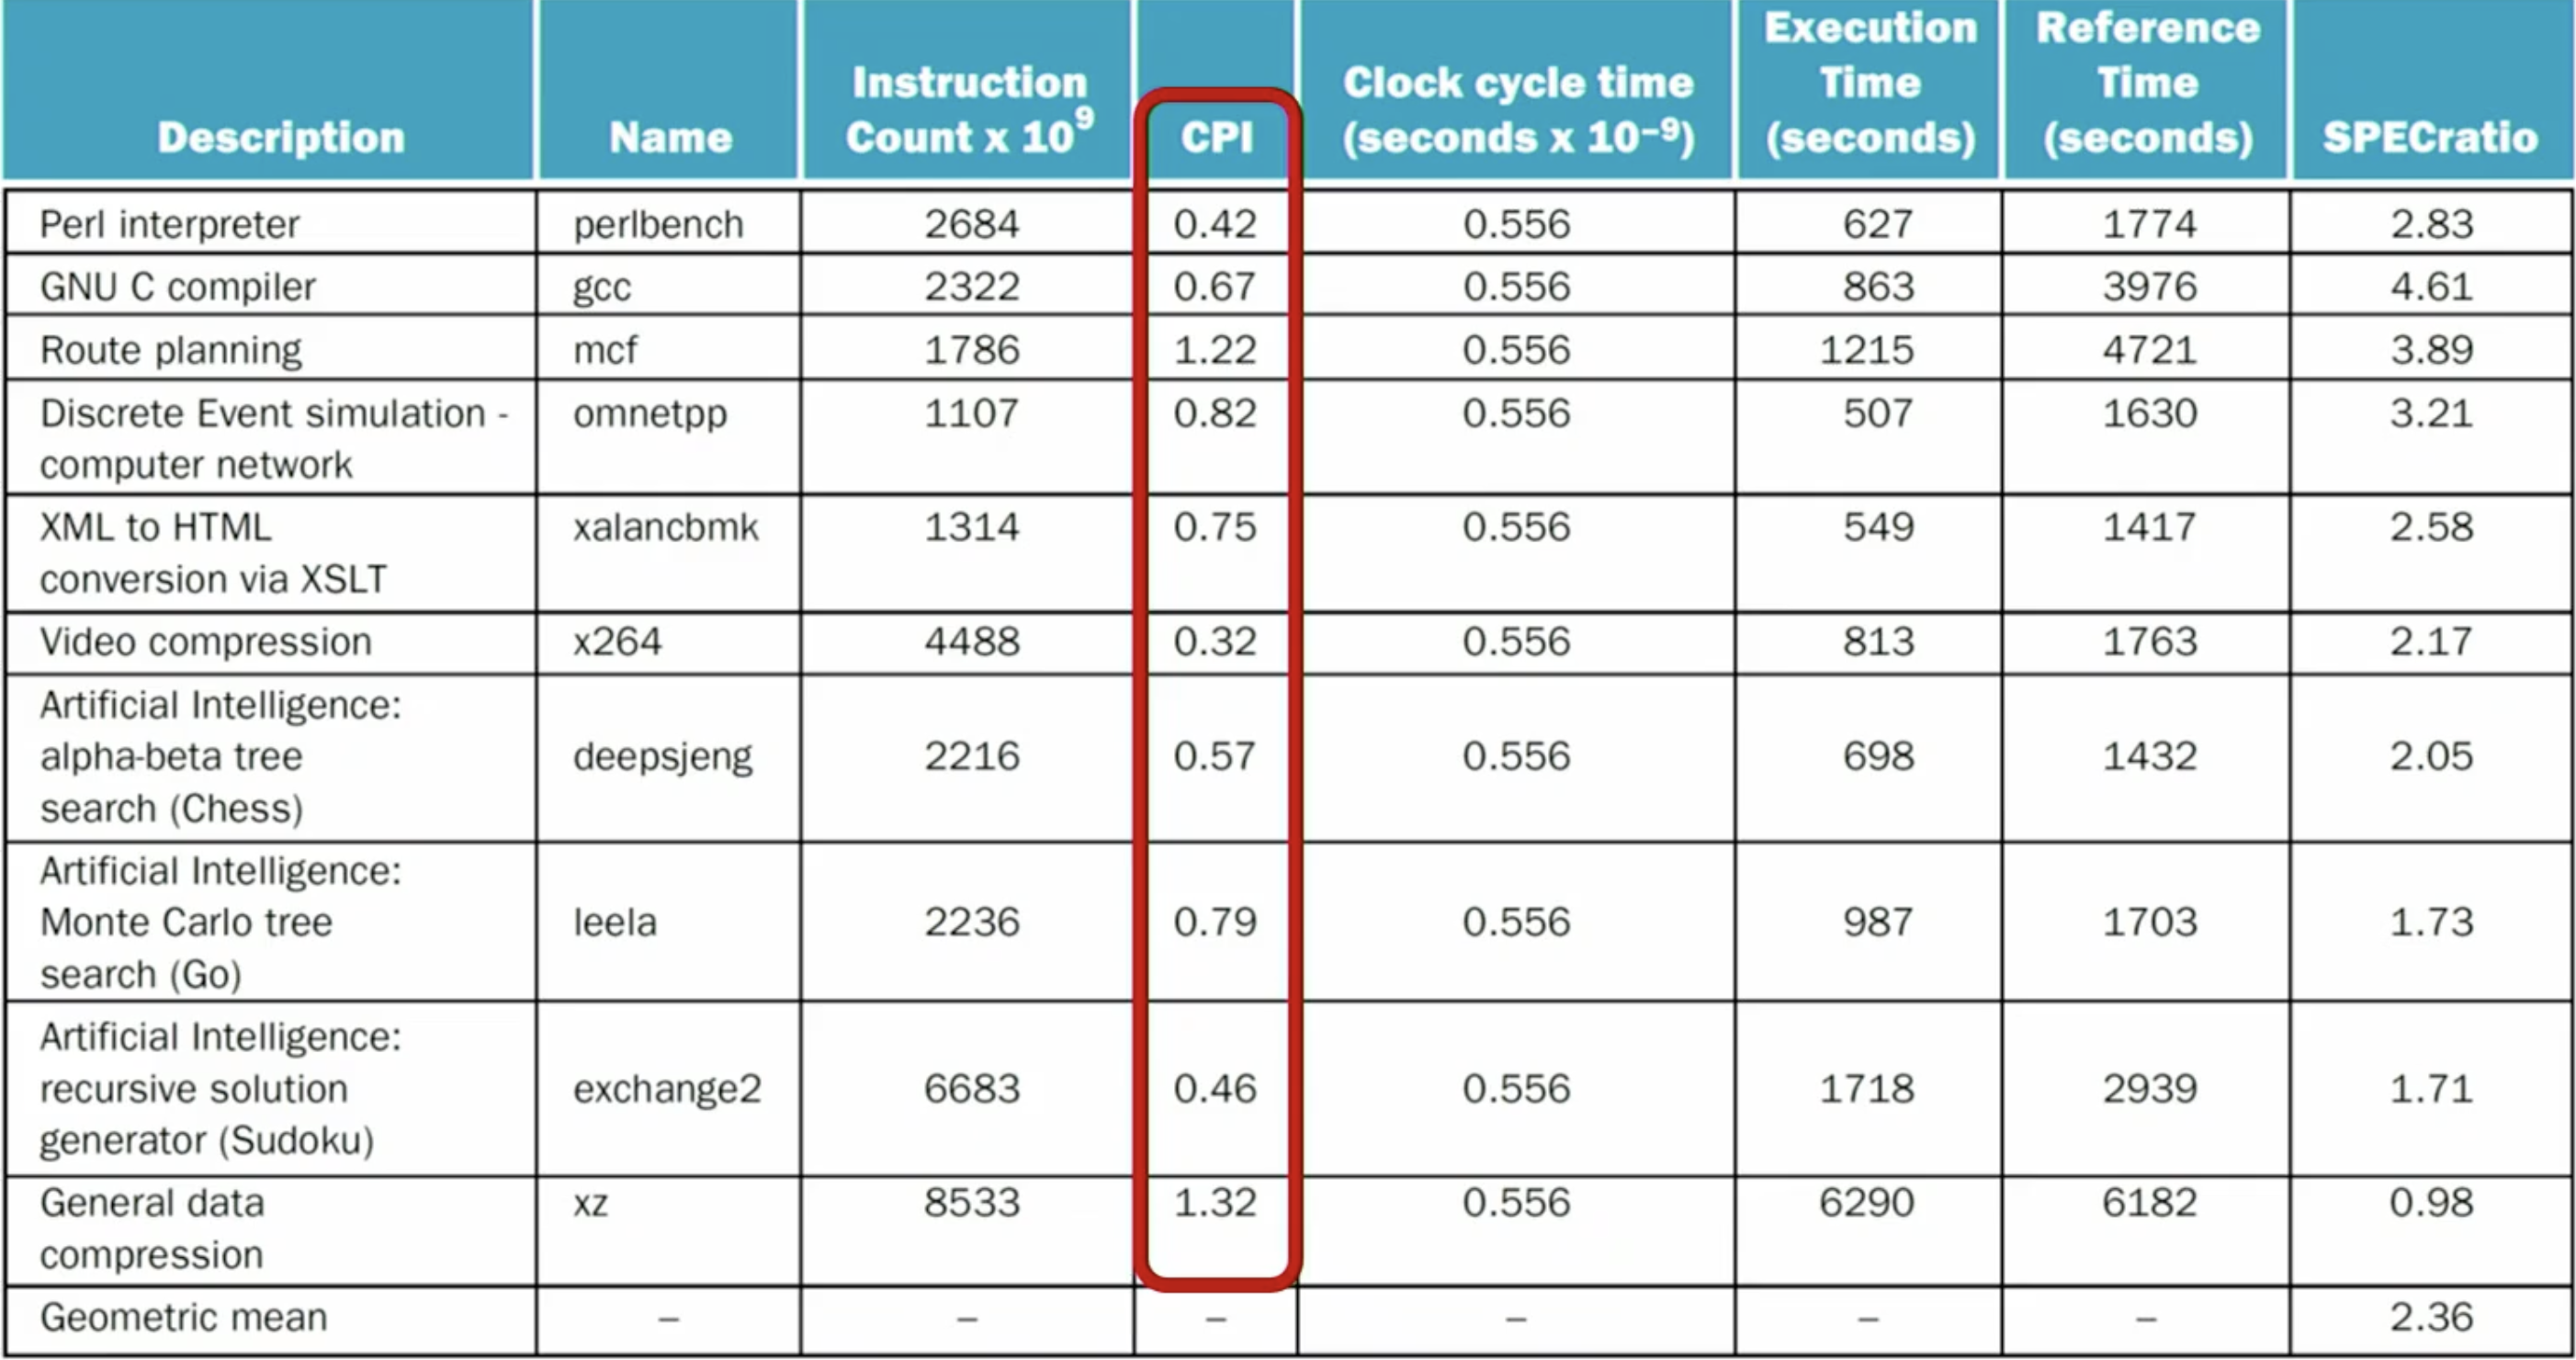 Description Name Instruction Count x 10⁹ CPI Clock cycle time (seconds x 10⁻⁹) Execution Time (seconds) Reference Time (seconds) SPECratio
Perl interpreter perlbench 2684 0.42 0.556 627 1774 2.83
GNU C compiler gcc 2322 0.67 0.556 863 3976 4.61
Route planning mcf 1786 1.22 0.556 1215 4721 3.89
Discrete Event simulation - omnetpp 1107 0.82 0.556 507 1630 3.21
computer network
XML to HTML xalancbmk 1314 0.75 0.556 549 1417 2.58
conversion via XSLT
Video compression x264 4488 0.32 0.556 813 1763 2.17
Artificial Intelligence:
alpha-beta tree deepsjeng 2216 0.57 0.556 698 1432 2.05
search (Chess)
Artificial Intelligence:
Monte Carlo tree leela 2236 0.79 0.556 987 1703 1.73
search (Go)
Artificial Intelligence:
recursive solution exchange2 6683 0.46 0.556 1718 2939 1.71
generator (Sudoku)
General data xz 8533 1.32 0.556 6290 6182 0.98
compression
Geometric mean – – – – – – 2.36